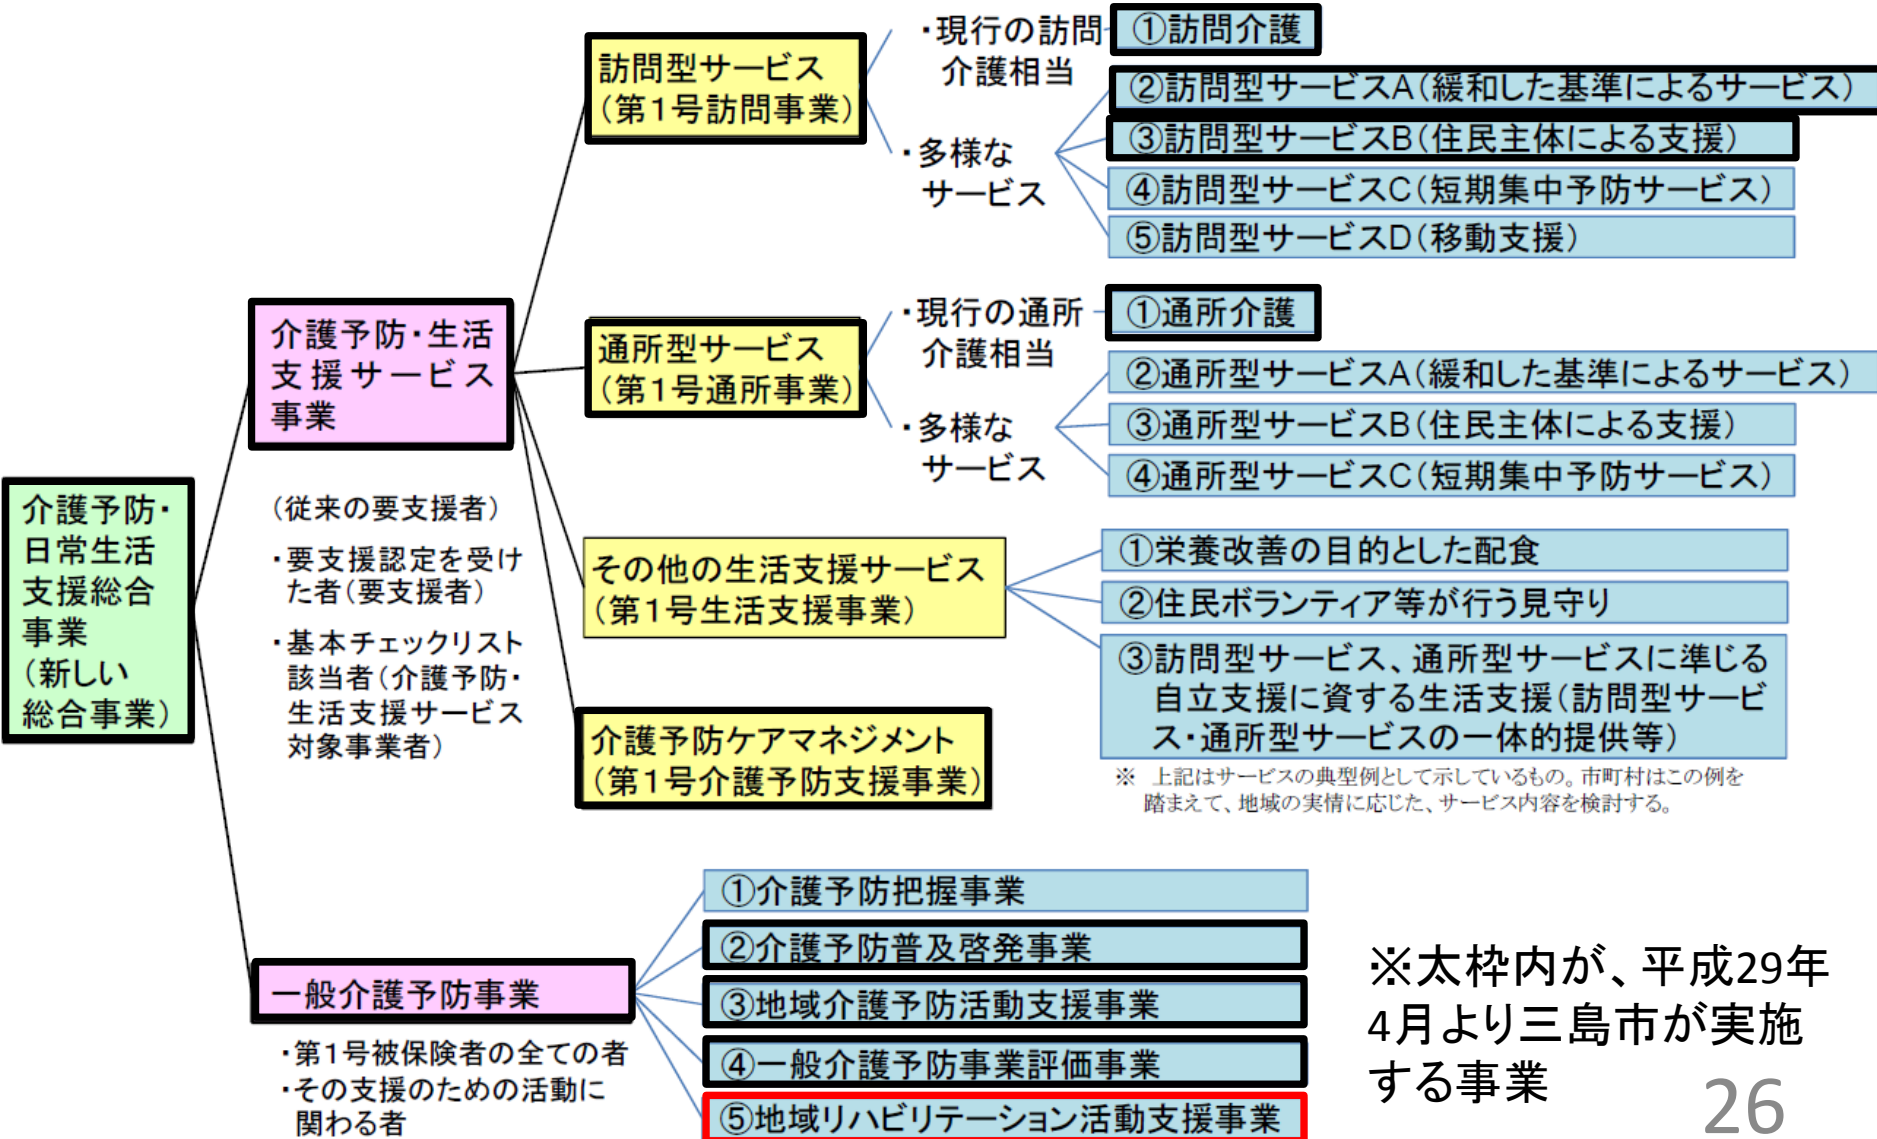 介護予防・
日常生活
支援総合
事業
（新しい
総合事業）
介護予防・生活
支援サービス
事業
（従来の要支援者）
・要支援認定を受け
た者（要支援者）
・基本チェックリスト
該当者（介護予防・
生活支援サービス
対象事業者）
訪問型サービス
（第1号訪問事業）
・現行の訪問
介護相当
①訪問介護
・多様な
サービス
②訪問型サービスA（緩和した基準によるサービス）
③訪問型サービスB（住民主体による支援）
④訪問型サービスC（短期集中予防サービス）
⑤訪問型サービスD（移動支援）
通所型サービス
（第1号通所事業）
・現行の通所
介護相当
①通所介護
・多様な
サービス
②通所型サービスA（緩和した基準によるサービス）
③通所型サービスB（住民主体による支援）
④通所型サービスC（短期集中予防サービス）
その他の生活支援サービス
（第1号生活支援事業）
①栄養改善の目的とした配食
②住民ボランティア等が行う見守り
③訪問型サービス、通所型サービスに準じる
自立支援に資する生活支援（訪問型サービ
ス・通所型サービスの一体的提供等）
介護予防ケアマネジメント
（第1号介護予防支援事業）
※　上記はサービスの典型例として示しているもの。市町村はこの例を
踏まえて、地域の実情に応じた、サービス内容を検討する。
一般介護予防事業
・第1号被保険者の全ての者
・その支援のための活動に
関わる者
①介護予防把握事業
②介護予防普及啓発事業
③地域介護予防活動支援事業
④一般介護予防事業評価事業
⑤地域リハビリテーション活動支援事業
※太枠内が、平成29年
4月より三島市が実施
する事業
26